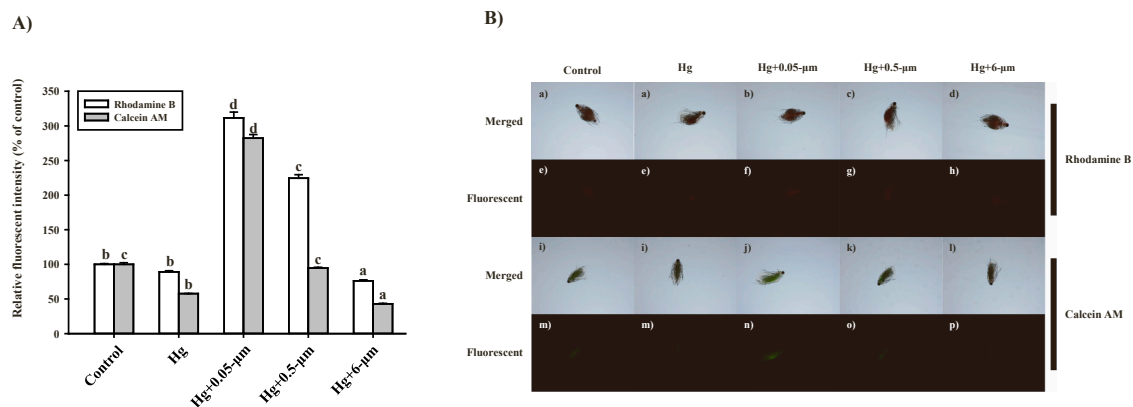 A)
Relative fluorescent intensity (% of control)
350
300
250
200
150
100
50
0
Rhodamine B
Calcein AM
b c
b b
d d
c c
a a
Control
Hg
Hg+0.05-μm
Hg+0.5-μm
Hg+6-μm
B)
Control Hg Hg+0.05-μm Hg+0.5-μm Hg+6-μm
Merged
a) a) b) c) d)
Fluorescent
e) e) f) g) h)
Rhodamine B
Merged
i) i) j) k) l)
Fluorescent
m) m) n) o) p)
Calcein AM